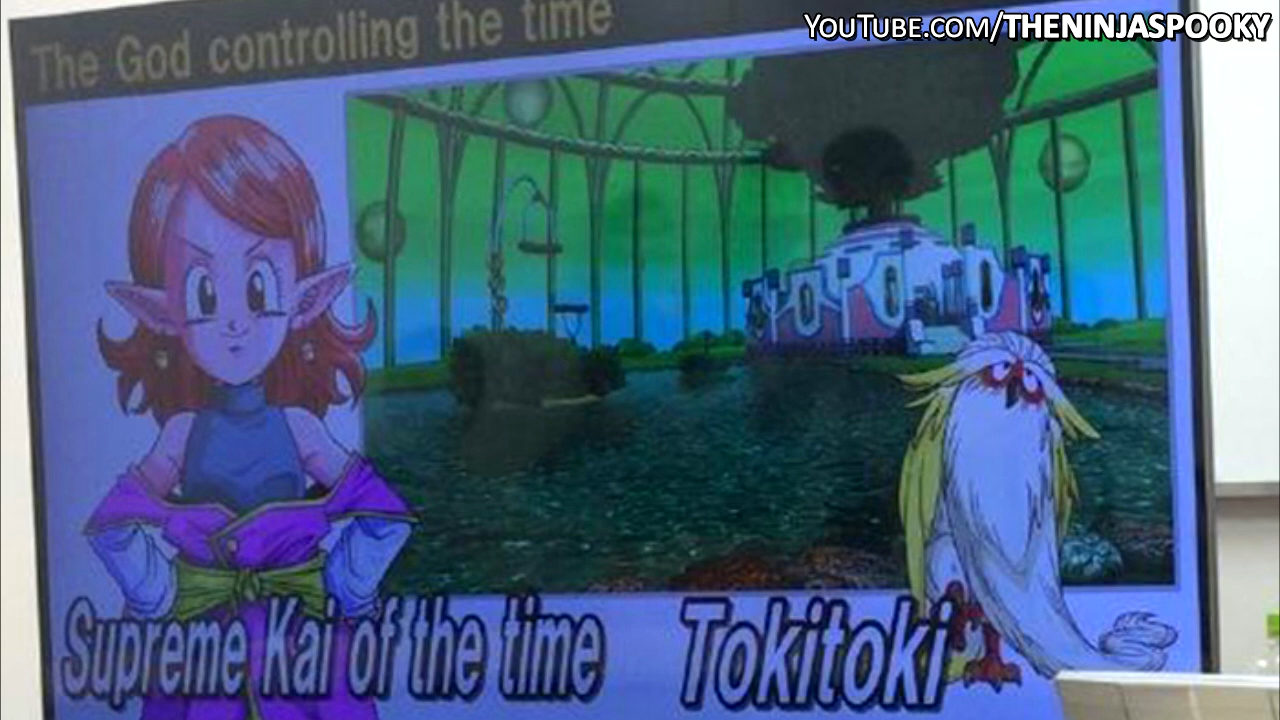 YouTube.com/THENINJASPOOKY
The God controlling the time
Supreme Kai of the time
Tokitoki